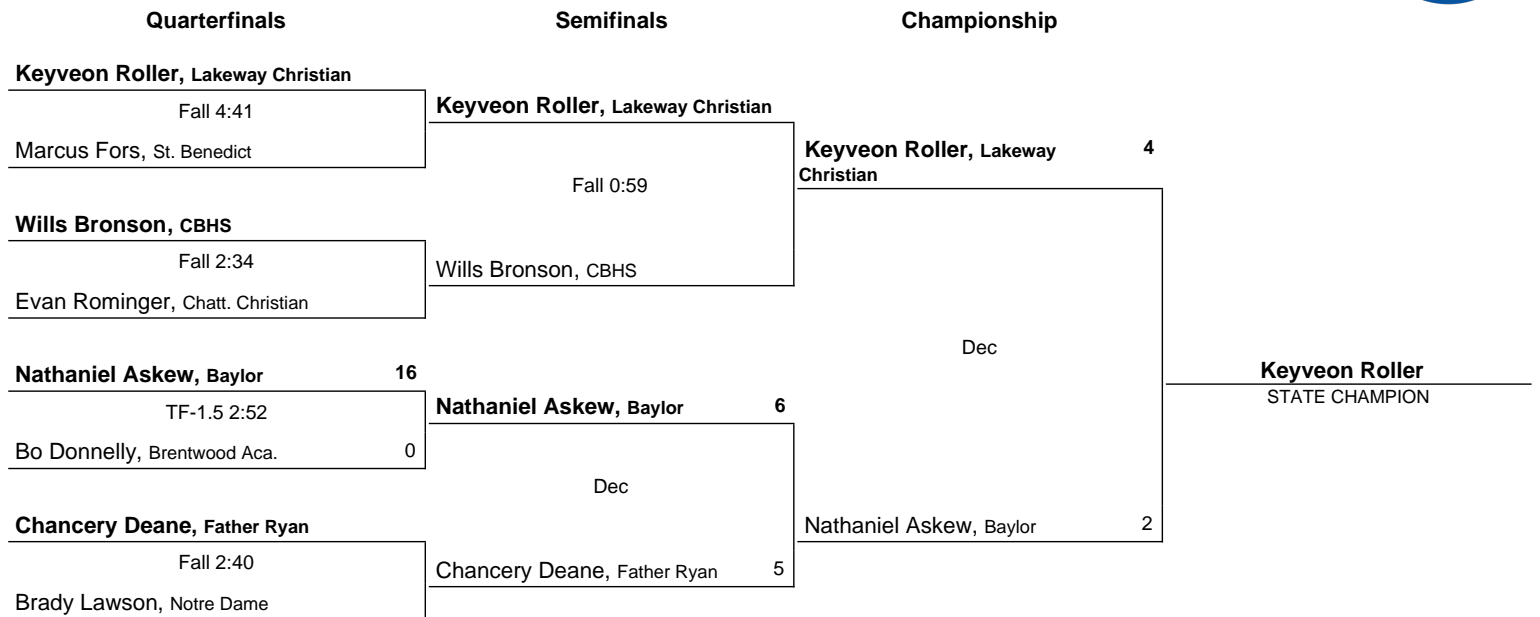 Quarterfinals
Semifinals
Championship
Keyveon Roller, Lakeway Christian
Fall 4:41
Marcus Fors, St. Benedict
Wills Bronson, CBHS
Fall 2:34
Evan Rominger, Chatt. Christian
Nathaniel Askew, Baylor 16
TF-1.5 2:52
Bo Donnelly, Brentwood Aca. 0
Chancery Deane, Father Ryan
Fall 2:40
Brady Lawson, Notre Dame
Keyveon Roller, Lakeway Christian
Fall 0:59
Wills Bronson, CBHS
Nathaniel Askew, Baylor 6
Dec
Chancery Deane, Father Ryan 5
Keyveon Roller, Lakeway 4
Christian
Dec
Nathaniel Askew, Baylor 2
Keyveon Roller
STATE CHAMPION